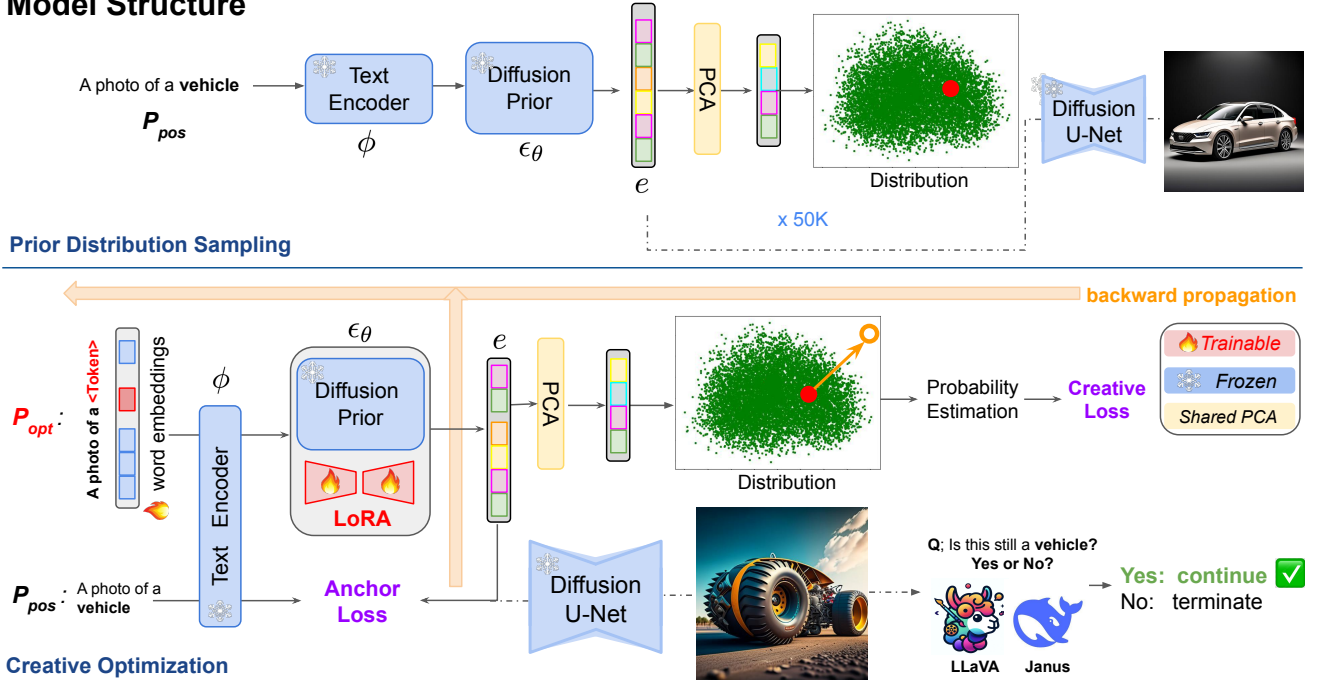 Model Structure
A photo of a vehicle
P_pos
Text
Encoder
ϕ
Diffusion
Prior
ϵ_θ
e
PCA
Distribution
Diffusion
U-Net
x 50K
Prior Distribution Sampling
backward propagation
P_opt :
A photo of a <Token>
word embeddings
ϕ
Text Encoder
ϵ_θ
Diffusion
Prior
LoRA
e
PCA
Distribution
Probability
Estimation
Creative
Loss
Trainable
Frozen
Shared PCA
P_pos :
A photo of a
vehicle
Anchor
Loss
Diffusion
U-Net
Q; Is this still a vehicle?
Yes or No?
LLaVA
Janus
Yes: continue
No: terminate
Creative Optimization